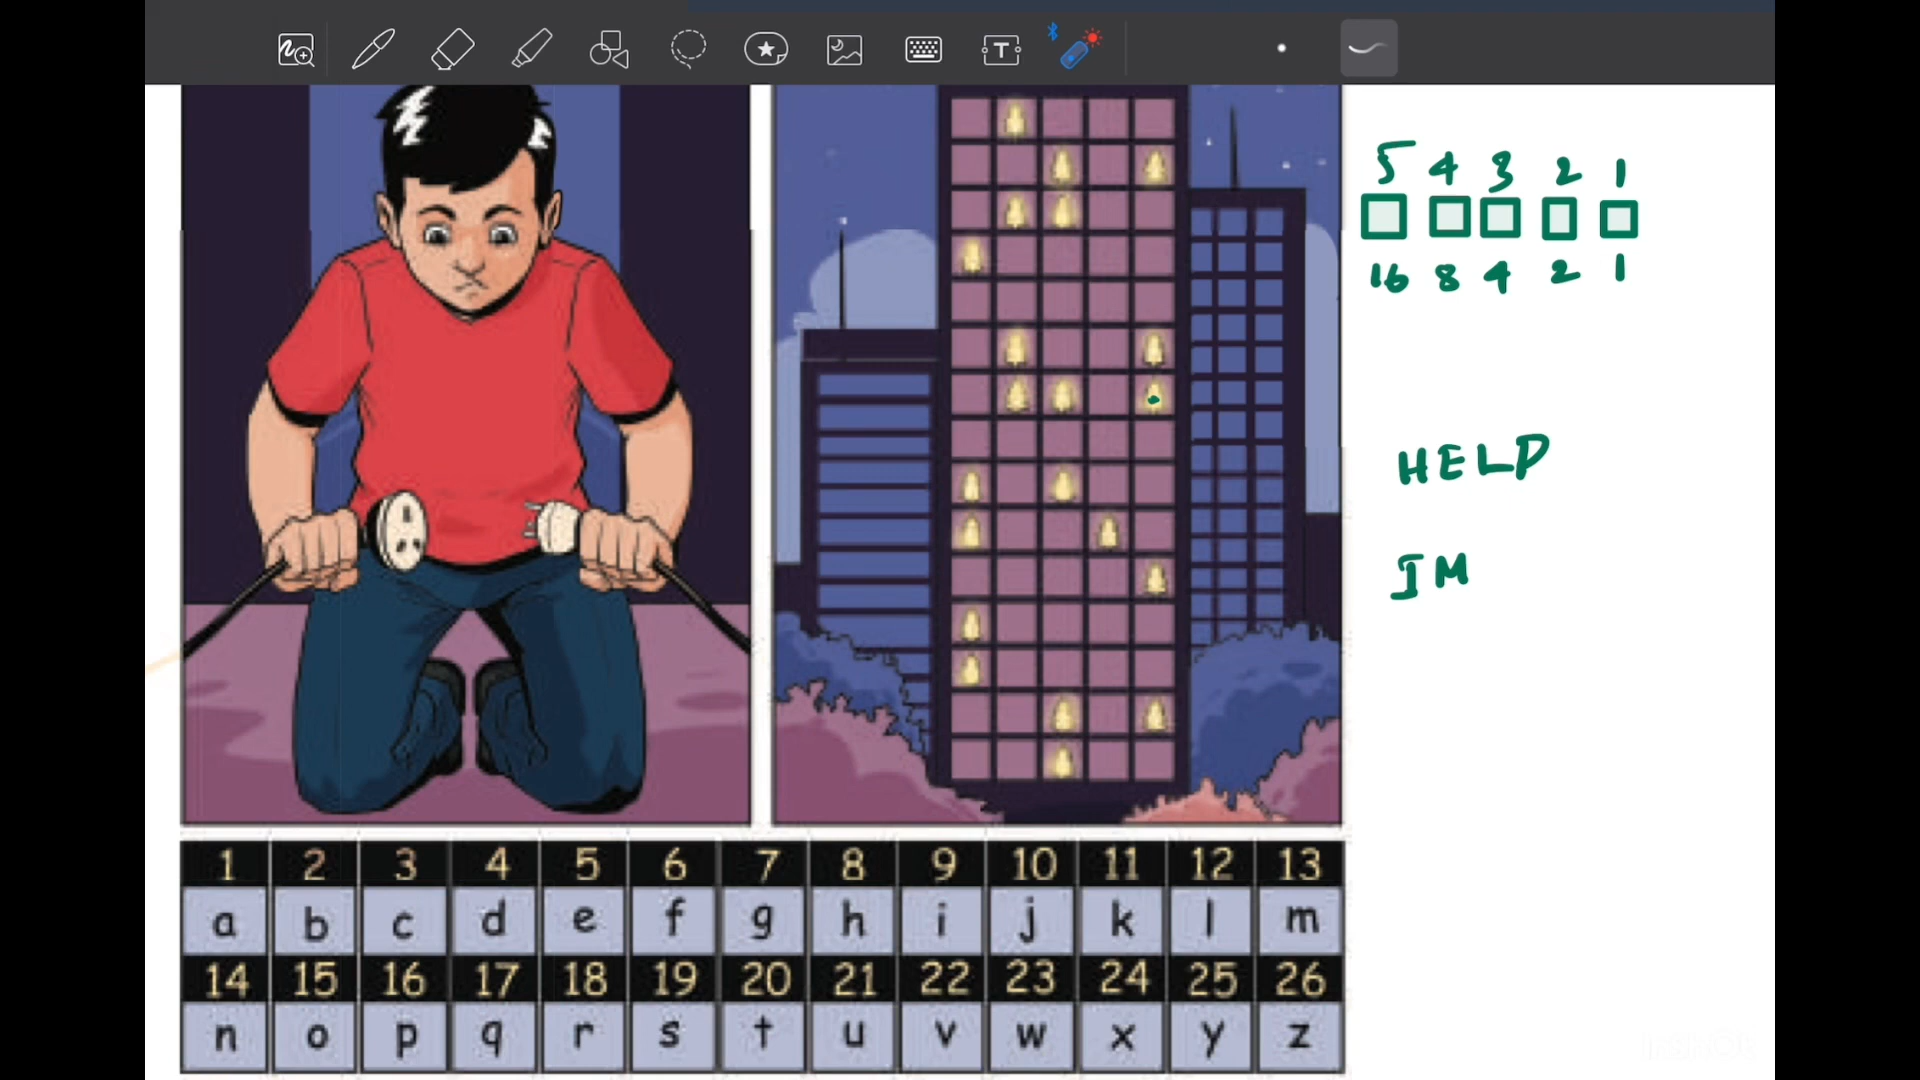 T
5 4 3 2 1
16 8 4 2 1
HELP
IM
1 2 3 4 5 6 7 8 9 10 11 12 13
a b c d e f g h i j k l m
14 15 16 17 18 19 20 21 22 23 24 25 26
n o p q r s t u v w x y z